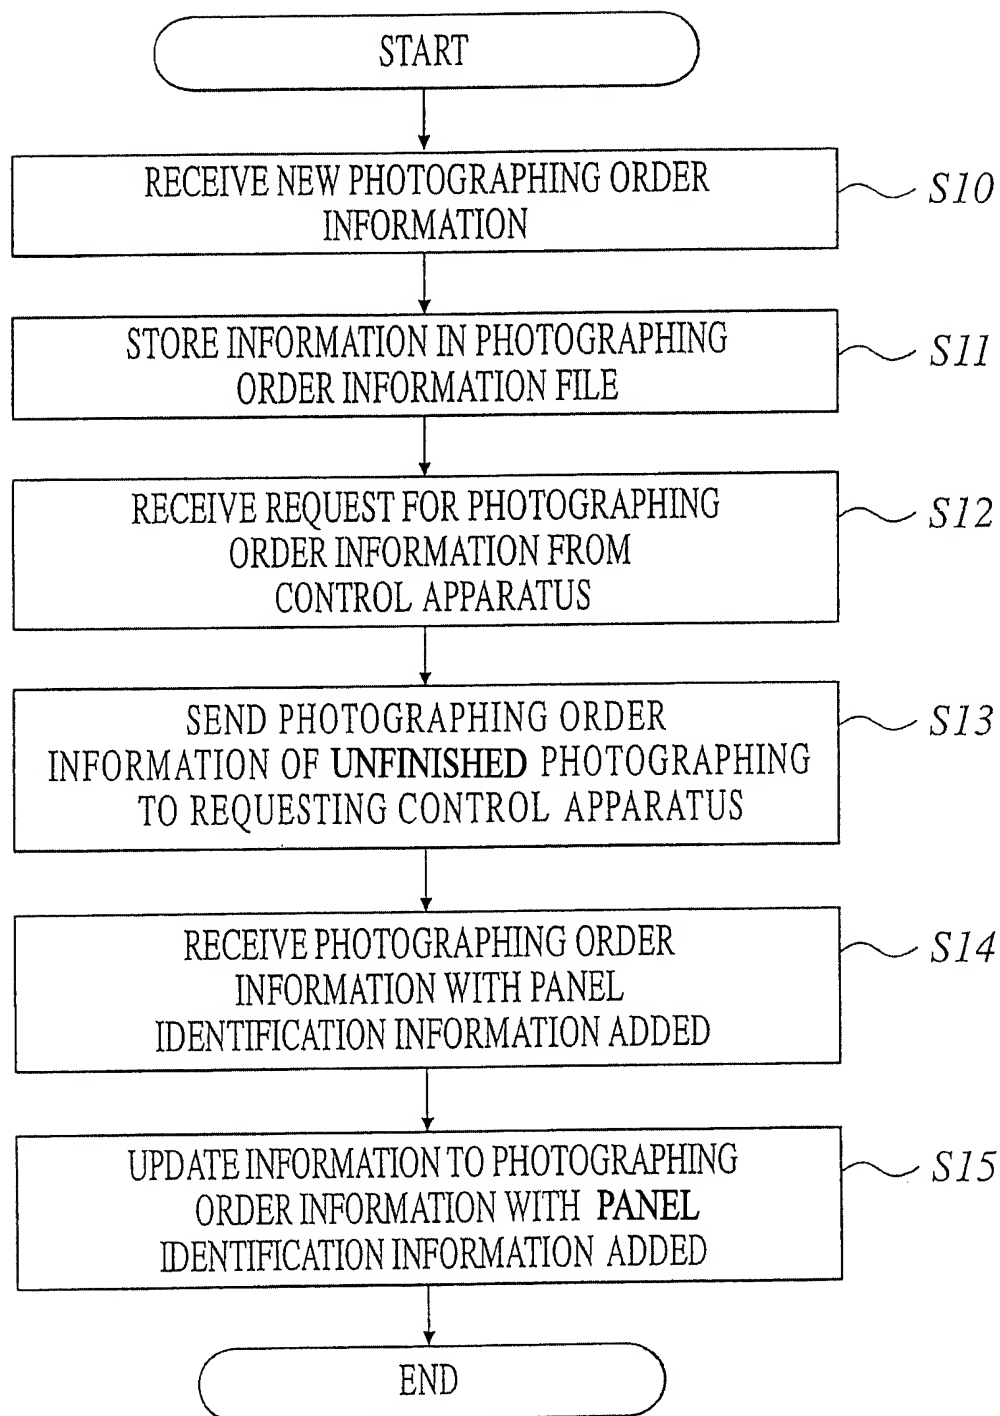 START
RECEIVE NEW PHOTOGRAPHING ORDER
INFORMATION
S10
STORE INFORMATION IN PHOTOGRAPHING
ORDER INFORMATION FILE
S11
RECEIVE REQUEST FOR PHOTOGRAPHING
ORDER INFORMATION FROM
CONTROL APPARATUS
S12
SEND PHOTOGRAPHING ORDER
INFORMATION OF UNFINISHED PHOTOGRAPHING
TO REQUESTING CONTROL APPARATUS
S13
RECEIVE PHOTOGRAPHING ORDER
INFORMATION WITH PANEL
IDENTIFICATION INFORMATION ADDED
S14
UPDATE INFORMATION TO PHOTOGRAPHING
ORDER INFORMATION WITH PANEL
IDENTIFICATION INFORMATION ADDED
S15
END